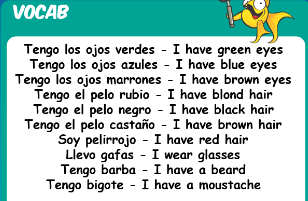 VOCAB
Tengo los ojos verdes - I have green eyes
Tengo los ojos azules - I have blue eyes
Tengo los ojos marrones - I have brown eyes
Tengo el pelo rubio - I have blond hair
Tengo el pelo negro - I have black hair
Tengo el pelo castaño - I have brown hair
Soy pelirrojo - I have red hair
Llevo gafas - I wear glasses
Tengo barba - I have a beard
Tengo bigote - I have a moustache